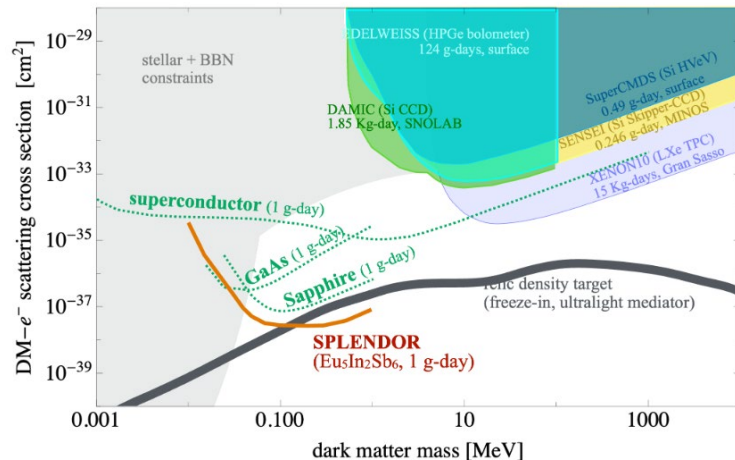 10⁻²⁹
10⁻³¹
10⁻³³
10⁻³⁵
10⁻³⁷
10⁻³⁹
DM–e⁻ scattering cross section [cm²]
stellar + BBN
constraints
EDELWEISS (HPGe bolometer)
124 g-days, surface
SuperCMDS (Si HVeV)
0.49 g-day, surface
DAMIC (Si CCD)
1.85 Kg-day, SNOLAB
SENSEI (Si Skipper-CCD)
0.246 g-day, MINOS
XENON10 (LXe TPC)
15 Kg-days, Gran Sasso
superconductor (1 g-day)
GaAs (1 g-day)
Sapphire (1 g-day)
relic density target
(freeze-in, ultralight mediator)
SPLENDOR
(Eu₅In₂Sb₆, 1 g-day)
0.001 0.100 10 1000
dark matter mass [MeV]